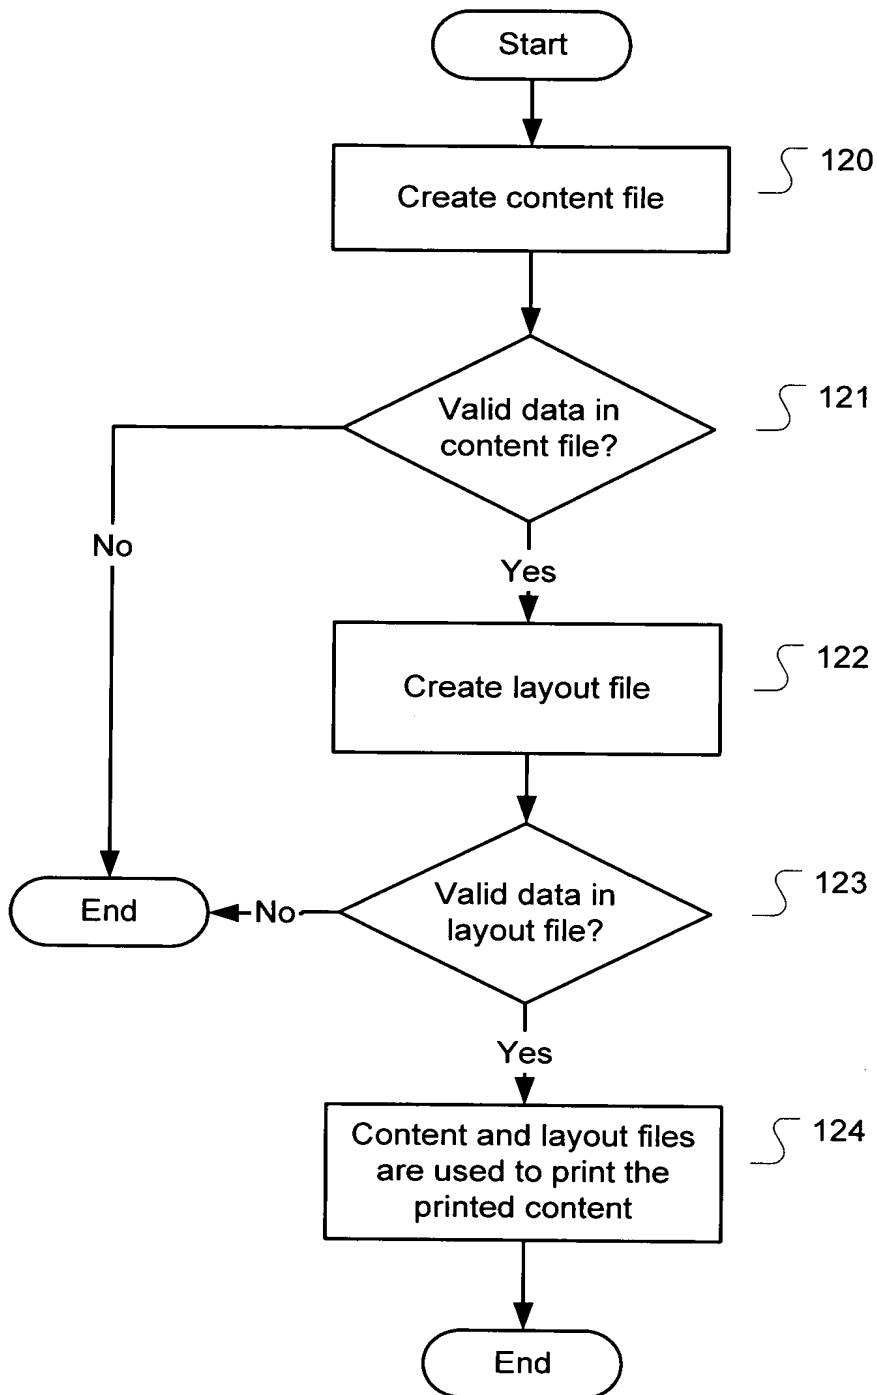 Start
Create content file
120
Valid data in
content file?
121
No
Yes
Create layout file
122
Valid data in
layout file?
123
End
No
Yes
Content and layout files
are used to print the
printed content
124
End